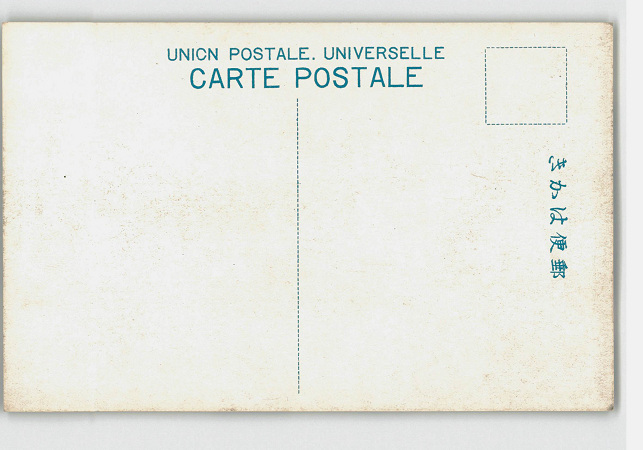 UNICN POSTALE. UNIVERSELLE
CARTE POSTALE
郵便はかき